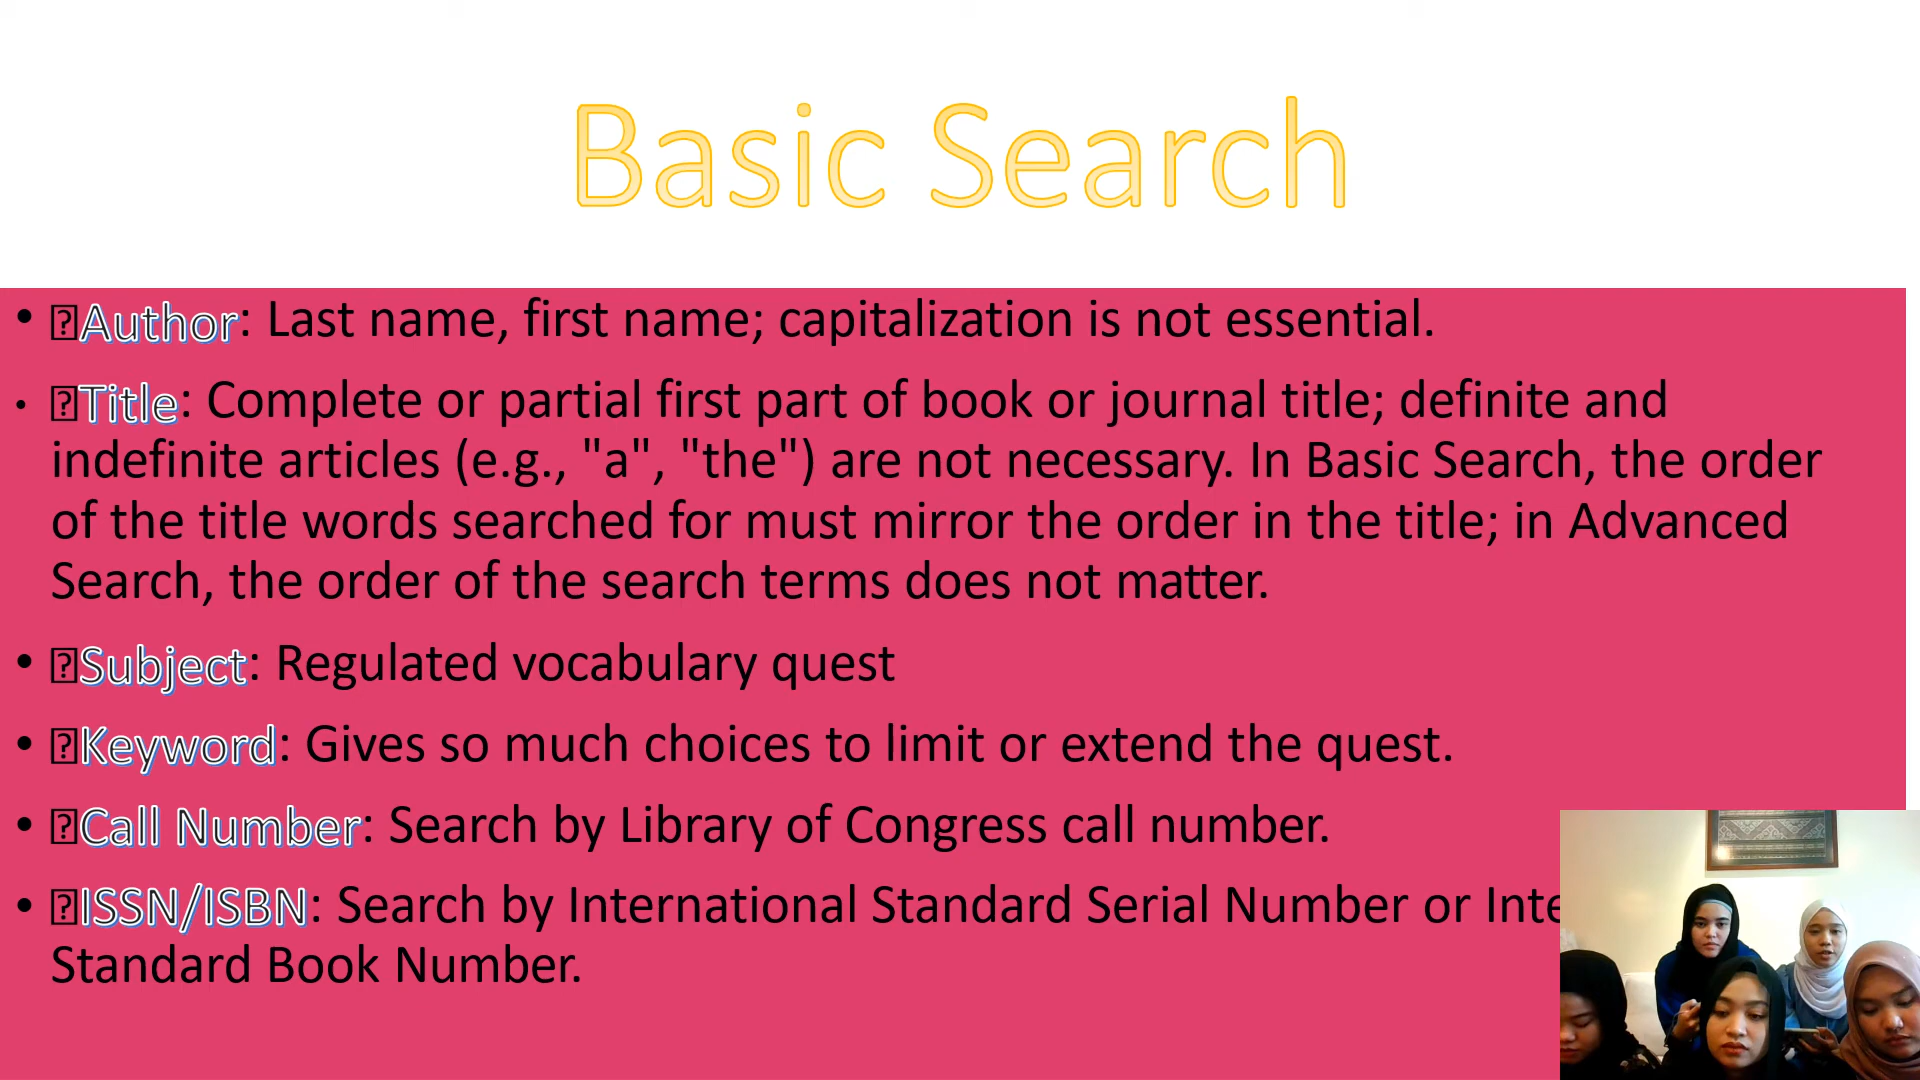 Basic Search
• Author: Last name, first name; capitalization is not essential.
• Title: Complete or partial first part of book or journal title; definite and
indefinite articles (e.g., "a", "the") are not necessary. In Basic Search, the order
of the title words searched for must mirror the order in the title; in Advanced
Search, the order of the search terms does not matter.
• Subject: Regulated vocabulary quest
• Keyword: Gives so much choices to limit or extend the quest.
• Call Number: Search by Library of Congress call number.
• ISSN/ISBN: Search by International Standard Serial Number or
Standard Book Number.